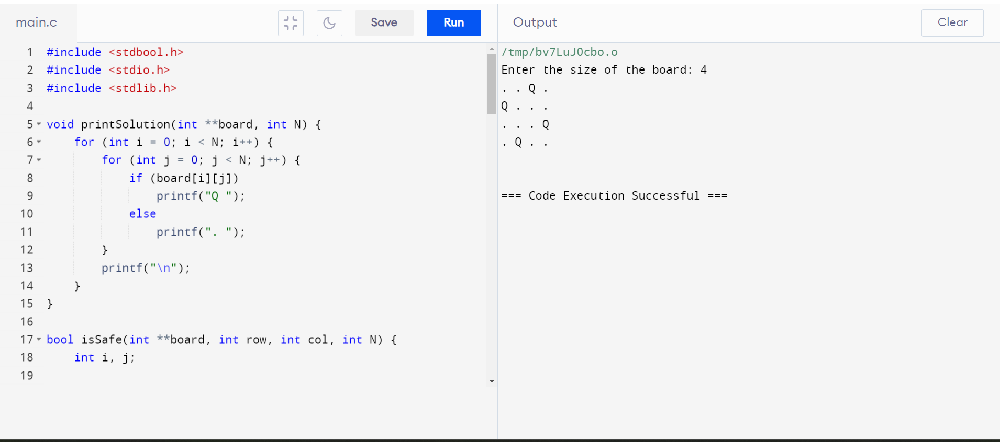 main.c
Save
Run
1 #include <stdbool.h>
2 #include <stdio.h>
3 #include <stdlib.h>
4
5 void printSolution(int **board, int N) {
6     for (int i = 0; i < N; i++) {
7         for (int j = 0; j < N; j++) {
8             if (board[i][j])
9                 printf("Q ");
10             else
11                 printf(". ");
12         }
13         printf("\n");
14     }
15 }
16
17 bool isSafe(int **board, int row, int col, int N) {
18     int i, j;
19
Output
Clear
/tmp/bv7LuJ0cbo.o
Enter the size of the board: 4
. . Q .
Q . . .
. . . Q
. Q . .
=== Code Execution Successful ===